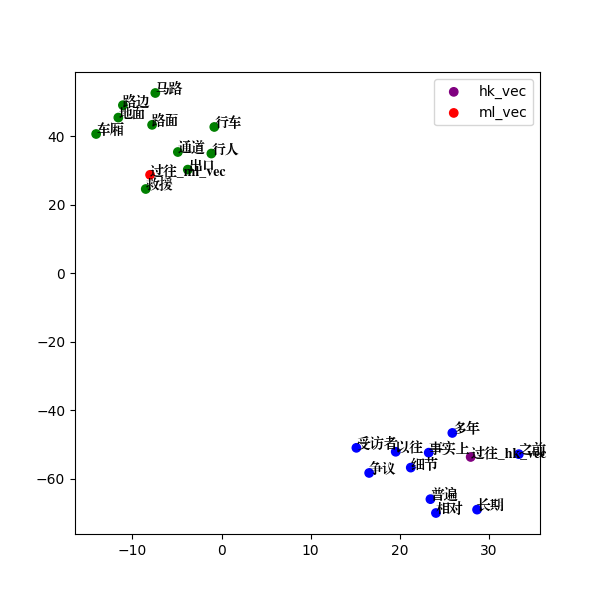 hk_vec
ml_vec
马路
路边
地面
路面
车厢
行车
通道
行人
出口
过往_ml_vec
救援
40
20
0
−20
−40
−60
多年
受访者
以往
事实上
过往_hk_vec
之前
争议
细节
普遍
相对
长期
−10
0
10
20
30